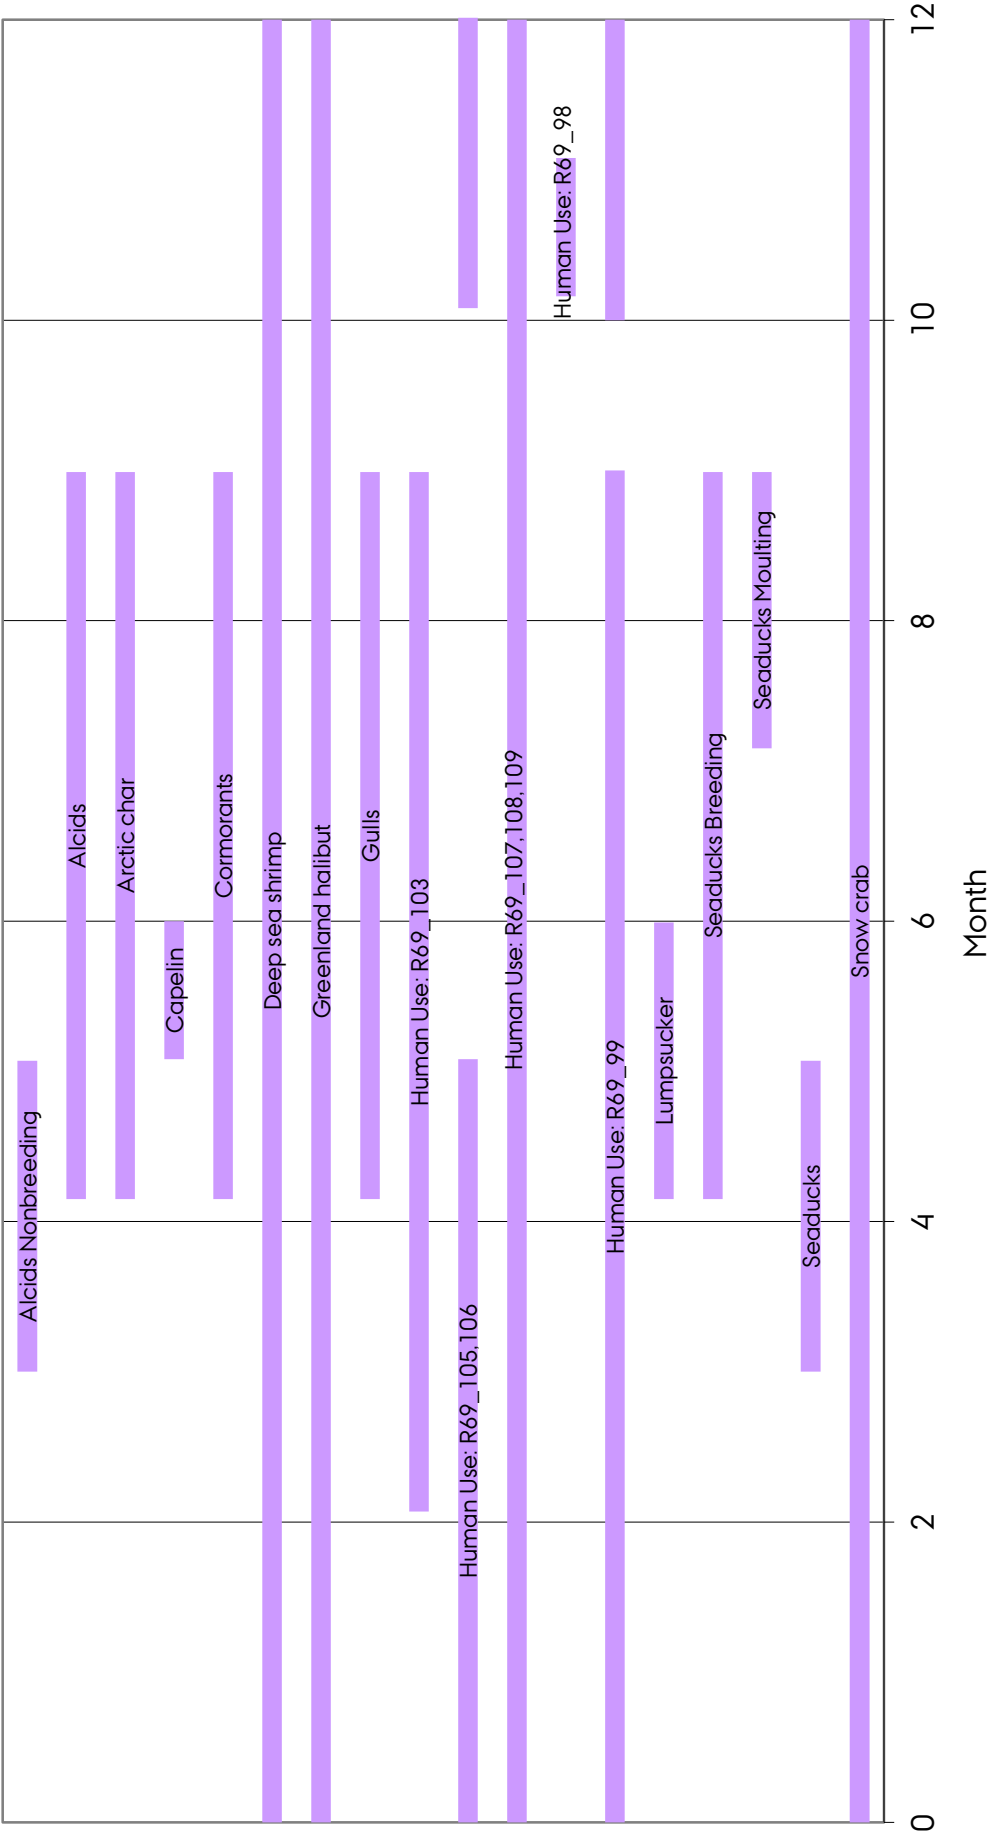 Alcids Nonbreeding
Alcids
Arctic char
Capelin
Cormorants
Deep sea shrimp
Greenland halibut
Gulls
Human Use: R69_103
Human Use: R69_105,106
Human Use: R69_107,108,109
Human Use: R69_98
Human Use: R69_99
Lumpsucker
Seaducks Breeding
Seaducks Moulting
Seaducks
Snow crab
0 2 4 6 8 10 12
Month